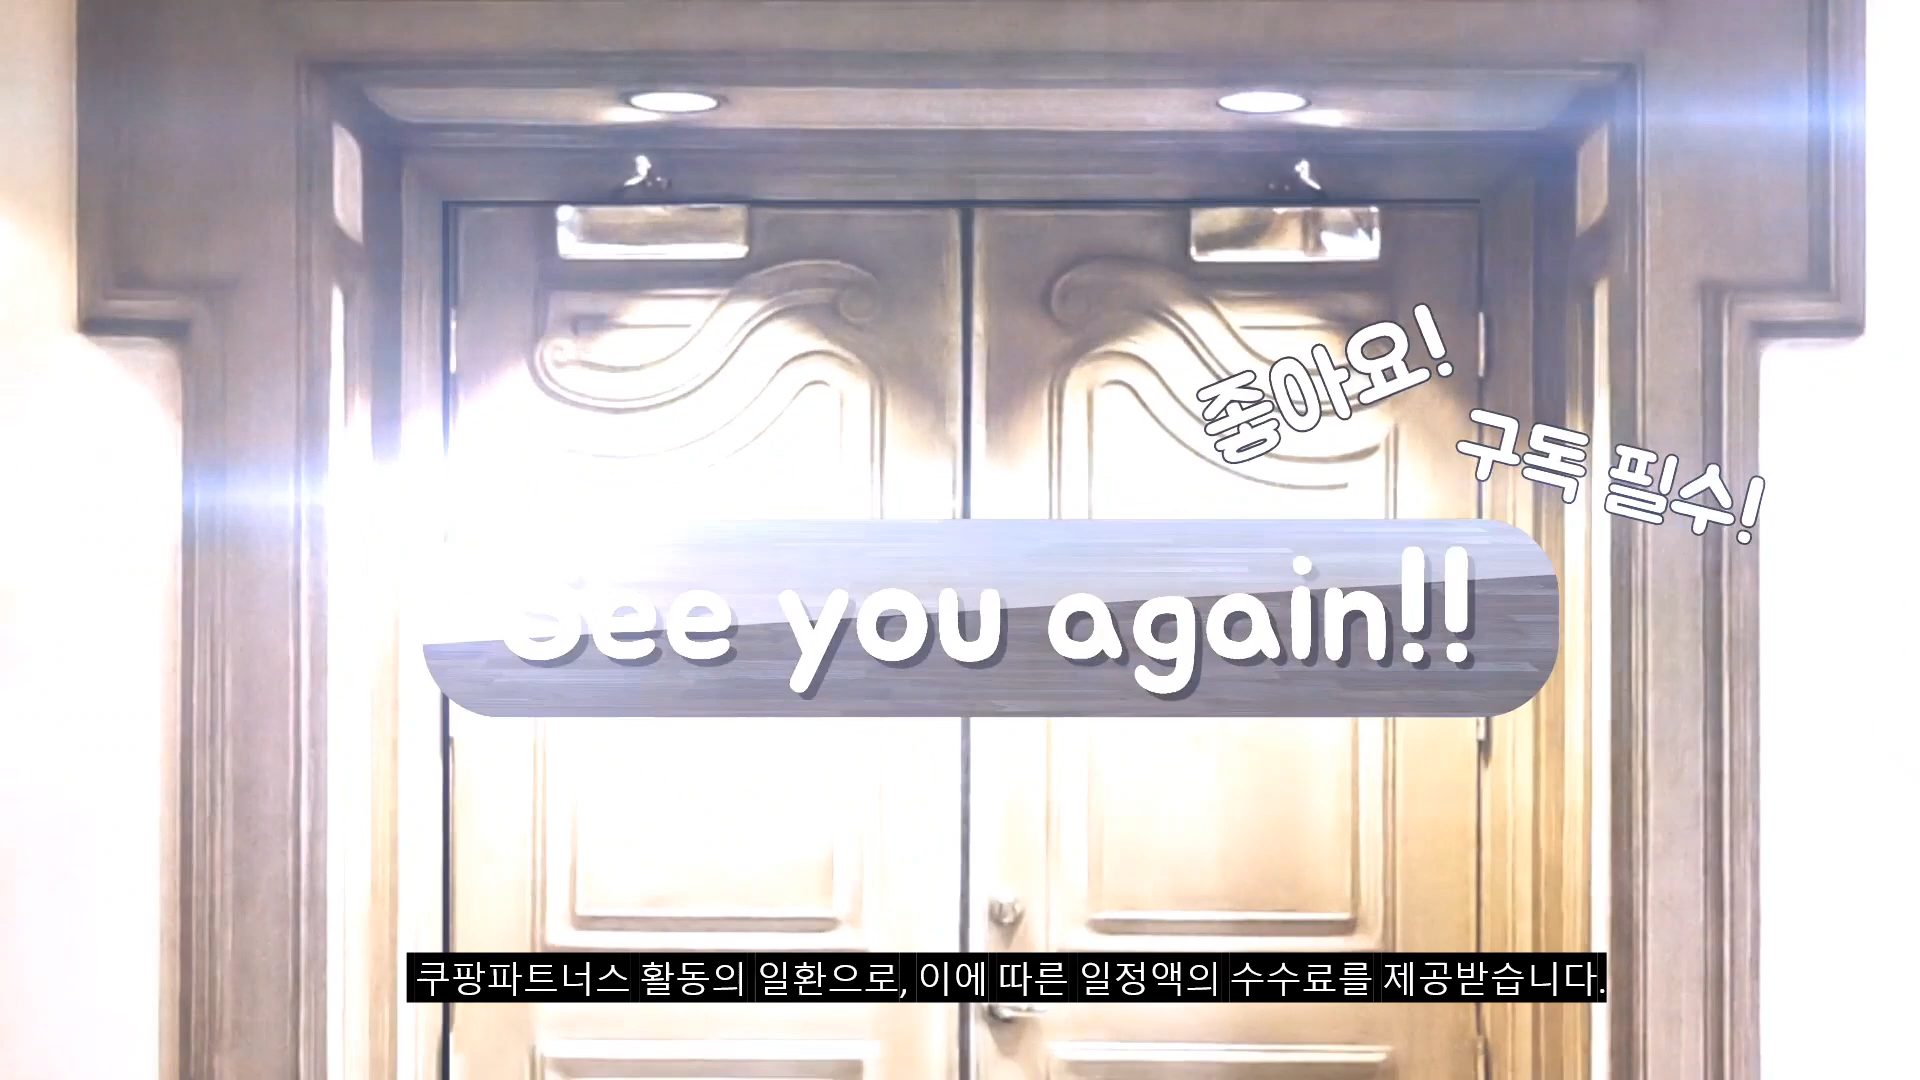 좋아요!
구독 필수!
See you again!!
쿠팡파트너스 활동의 일환으로, 이에 따른 일정액의 수수료를 제공받습니다.